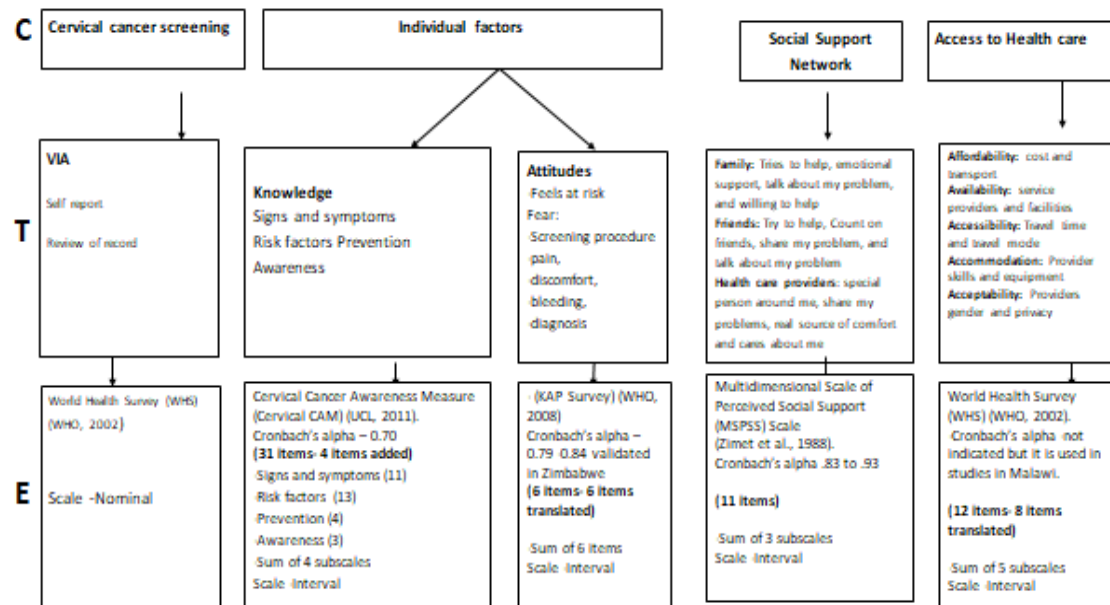 C
Cervical cancer screening
Individual factors
Social Support
Network
Access to Health care
T
VIA
Self report
Review of record
Knowledge
Signs and symptoms
Risk factors Prevention
Awareness
Attitudes
·Feels at risk
Fear:
·Screening procedure
·pain,
discomfort,
bleeding,
·diagnosis
Family: Tries to help, emotional
support, talk about my problem,
and willing to help
Friends: Try to help, Count on
friends, share my problem, and
talk about my problem
Health care providers: special
person around me, share my
problems, real source of comfort
and cares about me
Affordability: cost and
transport
Availability: service
providers and facilities
Accessibility: Travel time
and travel mode
Accommodation: Provider
skills and equipment
Acceptability: Providers
gender and privacy
E
World Health Survey (WHS)
(WHO, 2002)
Scale -Nominal
Cervical Cancer Awareness Measure
(Cervical CAM) (UCL, 2011).
Cronbach's alpha – 0.70
(31 items- 4 items added)
·Signs and symptoms (11)
·Risk factors (13)
·Prevention (4)
·Awareness (3)
·Sum of 4 subscales
Scale ·Interval
· (KAP Survey) (WHO,
2008)
Cronbach's alpha –
0.79 ·0.84 validated
in Zimbabwe
(6 items- 6 items
translated)
·Sum of 6 items
Scale ·Interval
Multidimensional Scale of
Perceived Social Support
(MSPSS) Scale
(Zimet et al., 1988).
Cronbach's alpha .83 to .93
(11 items)
·Sum of 3 subscales
Scale ·Interval
World Health Survey
(WHS) (WHO, 2002).
·Cronbach's alpha ·not
indicated but it is used in
studies in Malawi.
(12 items- 8 items
translated)
·Sum of 5 subscales
Scale ·Interval